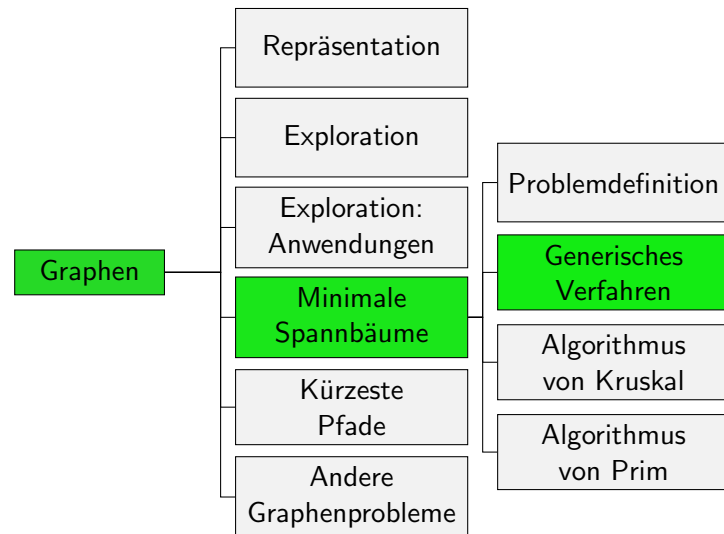 Graphen
Repräsentation
Exploration
Exploration:
Anwendungen
Minimale
Spannbäume
Kürzeste
Pfade
Andere
Graphenprobleme
Problemdefinition
Generisches
Verfahren
Algorithmus
von Kruskal
Algorithmus
von Prim